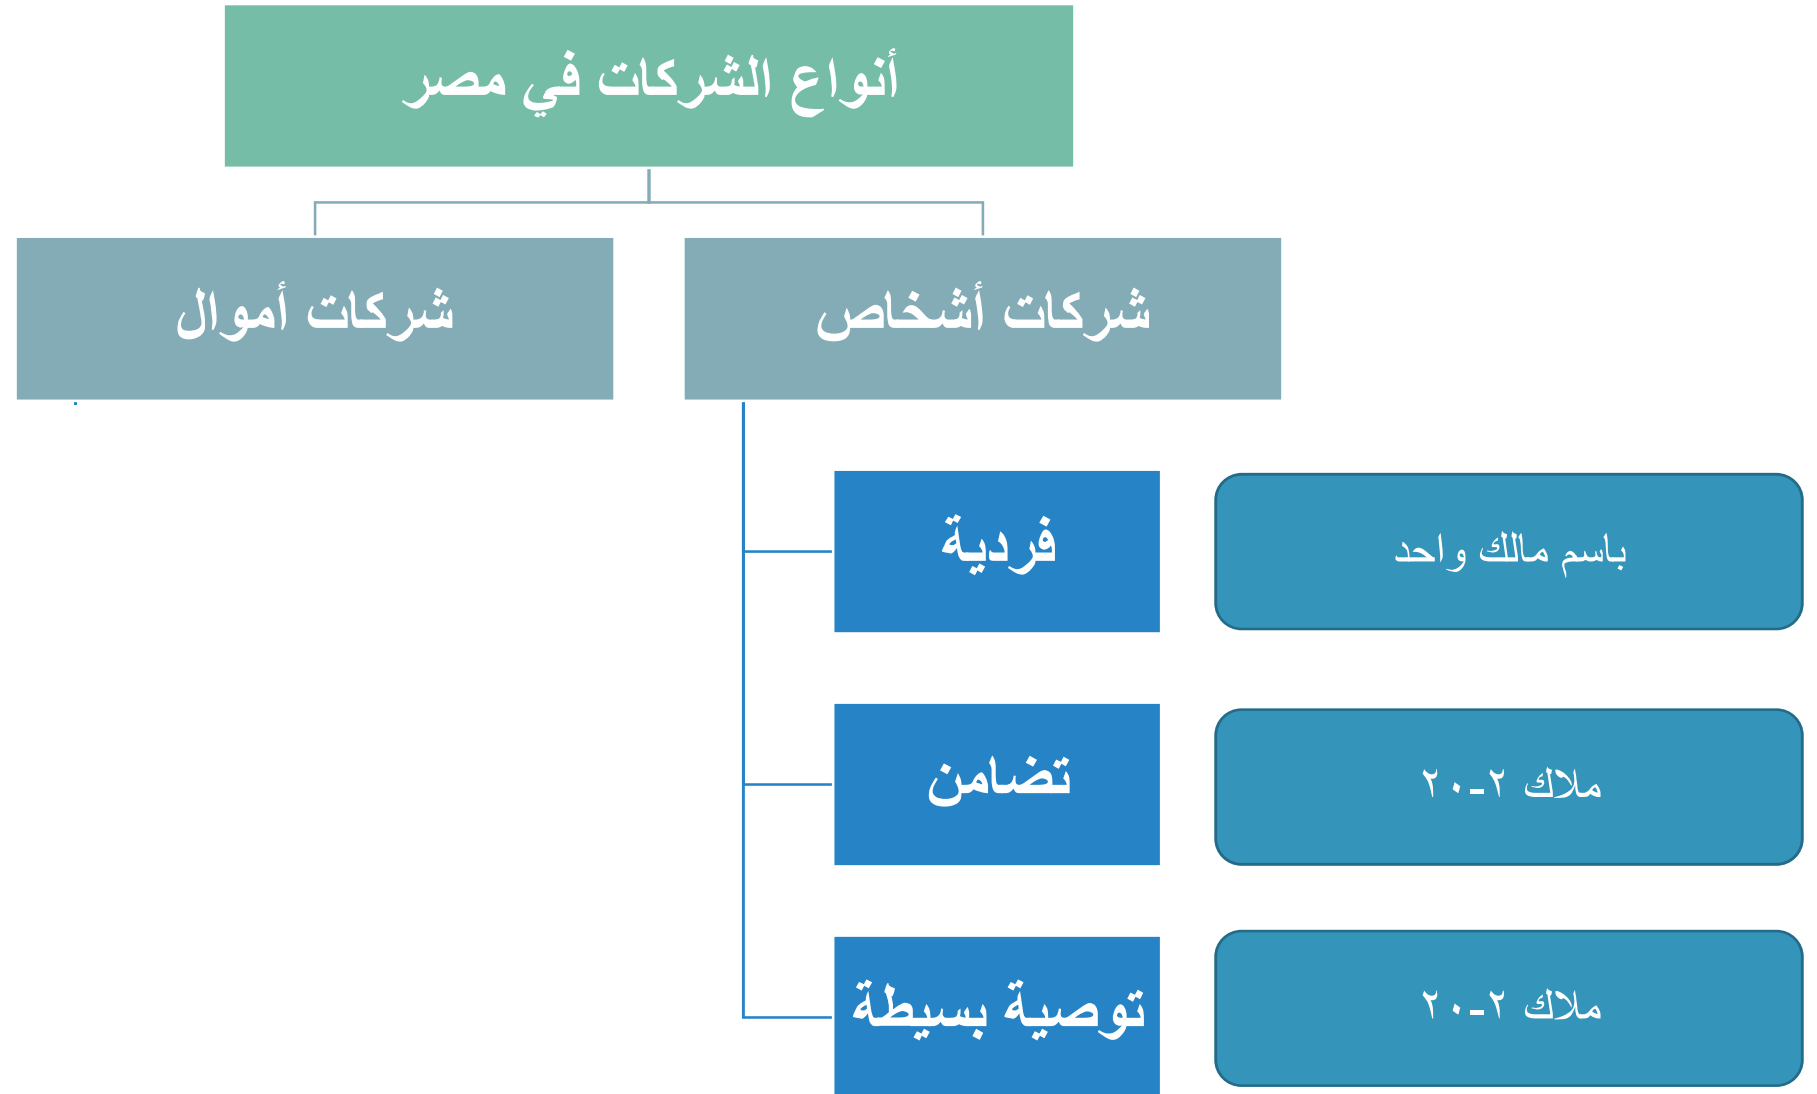 أنواع الشركات في مصر
شركات أشخاص
شركات أموال
فردية
باسم مالك واحد
تضامن
ملاك ٢-٢٠
توصية بسيطة
ملاك ٢-٢٠